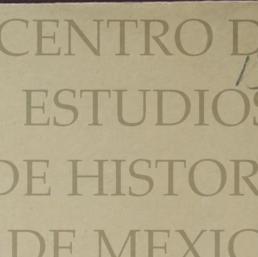 CENTRO D
ESTUDIOS
DE HISTOR
DE MEXIC